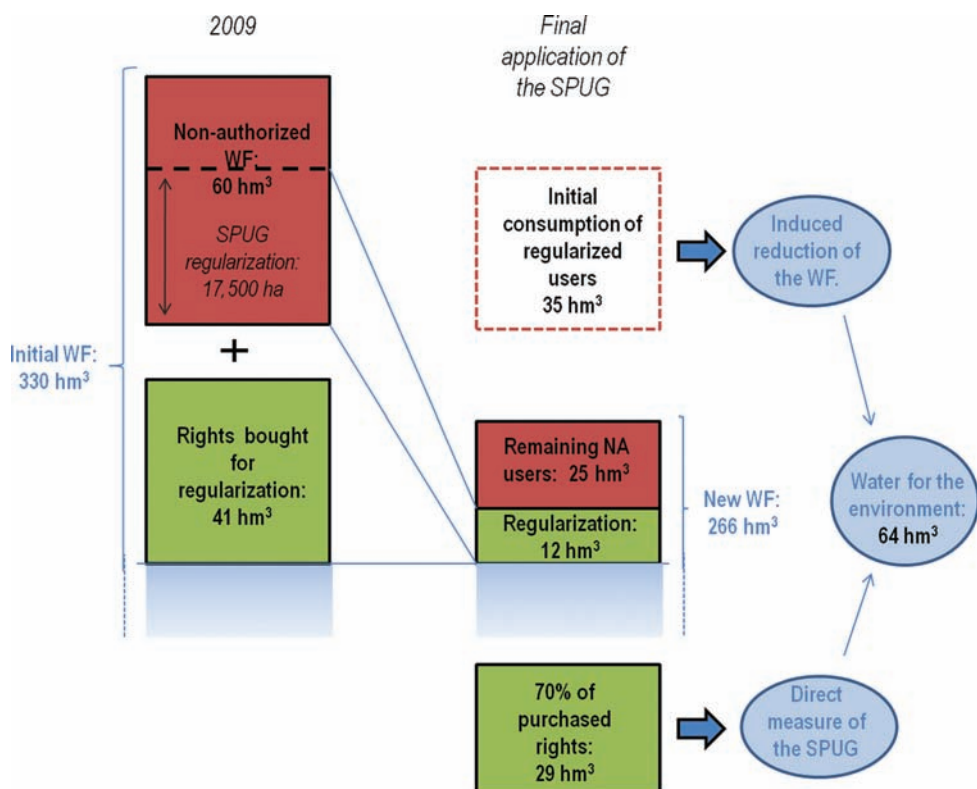 2009
Final
application of
the SPUG
Non-authorized
WF:
60 hm³
SPUG
regularization:
17,500 ha
Initial
consumption of
regularized
users
35 hm³
Induced
reduction of
the WF.
+
Initial WF:
330 hm³
Rights bought
for
regularization:
41 hm³
Remaining NA
users: 25 hm³
Regularization:
12 hm³
New WF:
266 hm³
Water for the
environment:
64 hm³
70% of
purchased
rights:
29 hm³
Direct
measure of
the SPUG